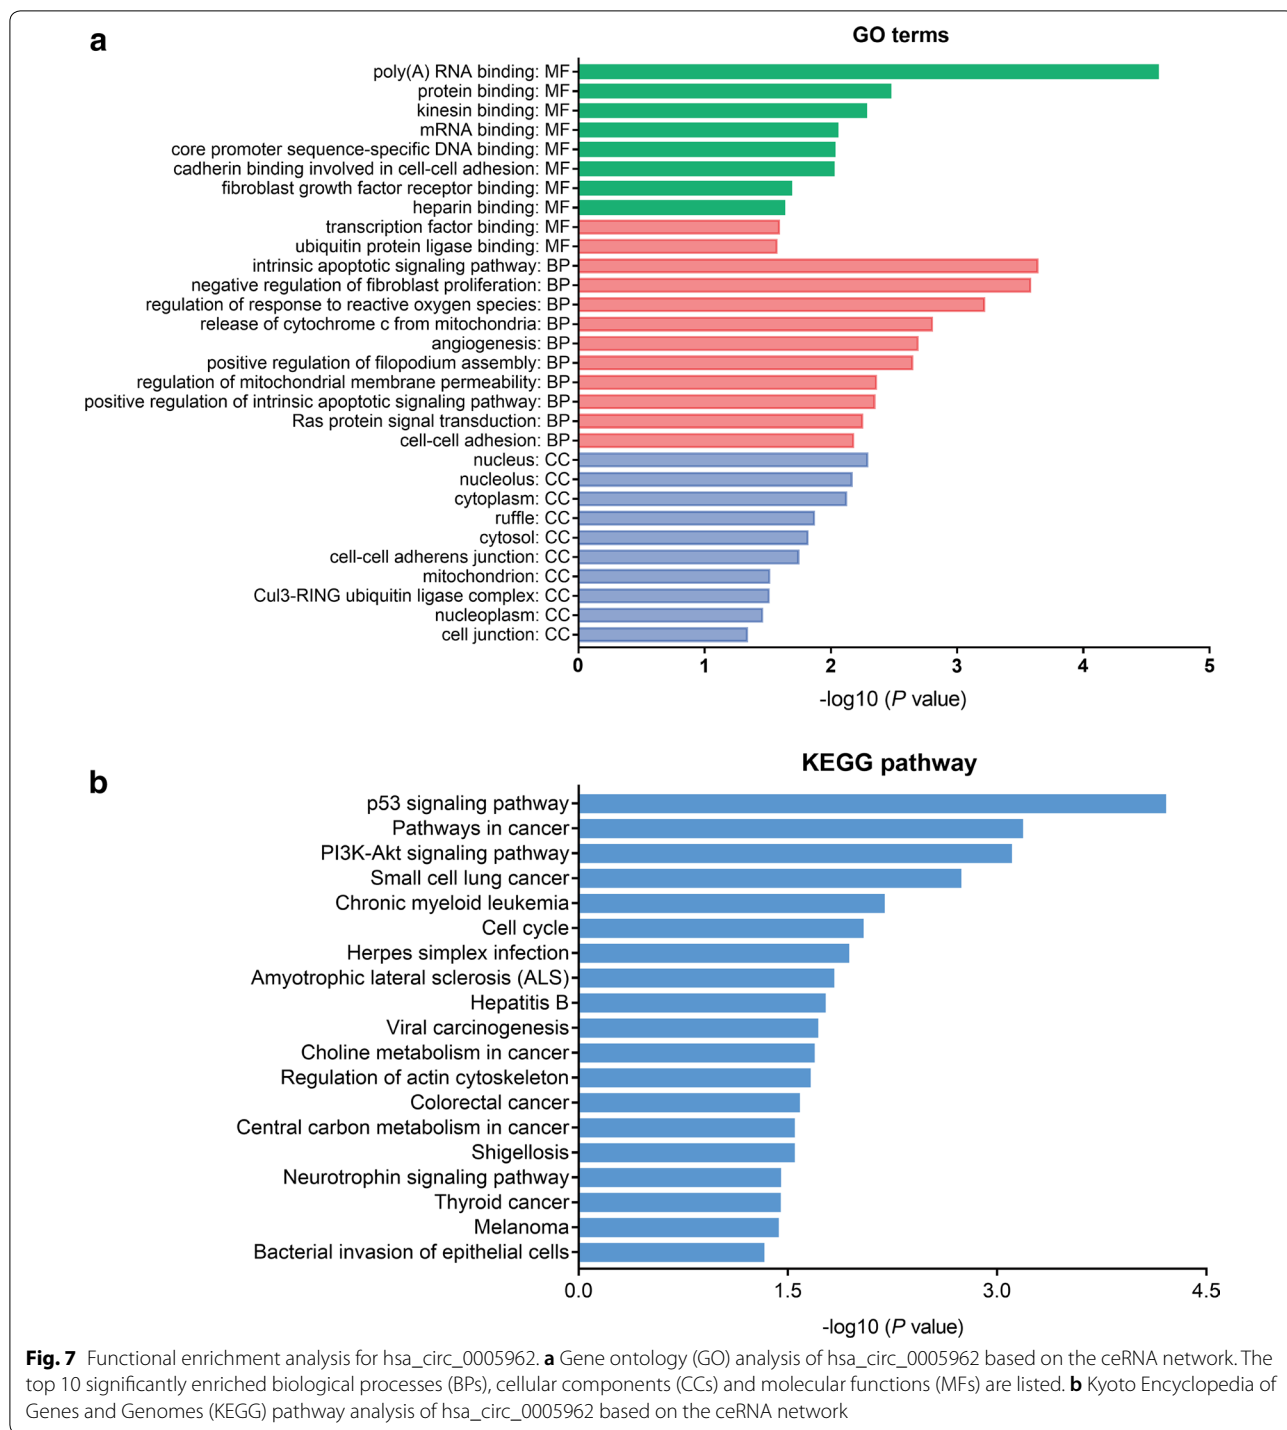 a
GO terms
poly(A) RNA binding: MF
protein binding: MF
kinesin binding: MF
mRNA binding: MF
core promoter sequence-specific DNA binding: MF
cadherin binding involved in cell-cell adhesion: MF
fibroblast growth factor receptor binding: MF
heparin binding: MF
transcription factor binding: MF
ubiquitin protein ligase binding: MF
intrinsic apoptotic signaling pathway: BP
negative regulation of fibroblast proliferation: BP
regulation of response to reactive oxygen species: BP
release of cytochrome c from mitochondria: BP
angiogenesis: BP
positive regulation of filopodium assembly: BP
regulation of mitochondrial membrane permeability: BP
positive regulation of intrinsic apoptotic signaling pathway: BP
Ras protein signal transduction: BP
cell-cell adhesion: BP
nucleus: CC
nucleolus: CC
cytoplasm: CC
ruffle: CC
cytosol: CC
cell-cell adherens junction: CC
mitochondrion: CC
Cul3-RING ubiquitin ligase complex: CC
nucleoplasm: CC
cell junction: CC
0 1 2 3 4 5
-log10 (P value)
b
KEGG pathway
p53 signaling pathway
Pathways in cancer
PI3K-Akt signaling pathway
Small cell lung cancer
Chronic myeloid leukemia
Cell cycle
Herpes simplex infection
Amyotrophic lateral sclerosis (ALS)
Hepatitis B
Viral carcinogenesis
Choline metabolism in cancer
Regulation of actin cytoskeleton
Colorectal cancer
Central carbon metabolism in cancer
Shigellosis
Neurotrophin signaling pathway
Thyroid cancer
Melanoma
Bacterial invasion of epithelial cells
0.0 1.5 3.0 4.5
-log10 (P value)
Fig. 7 Functional enrichment analysis for hsa_circ_0005962. a Gene ontology (GO) analysis of hsa_circ_0005962 based on the ceRNA network. The
top 10 significantly enriched biological processes (BPs), cellular components (CCs) and molecular functions (MFs) are listed. b Kyoto Encyclopedia of
Genes and Genomes (KEGG) pathway analysis of hsa_circ_0005962 based on the ceRNA network